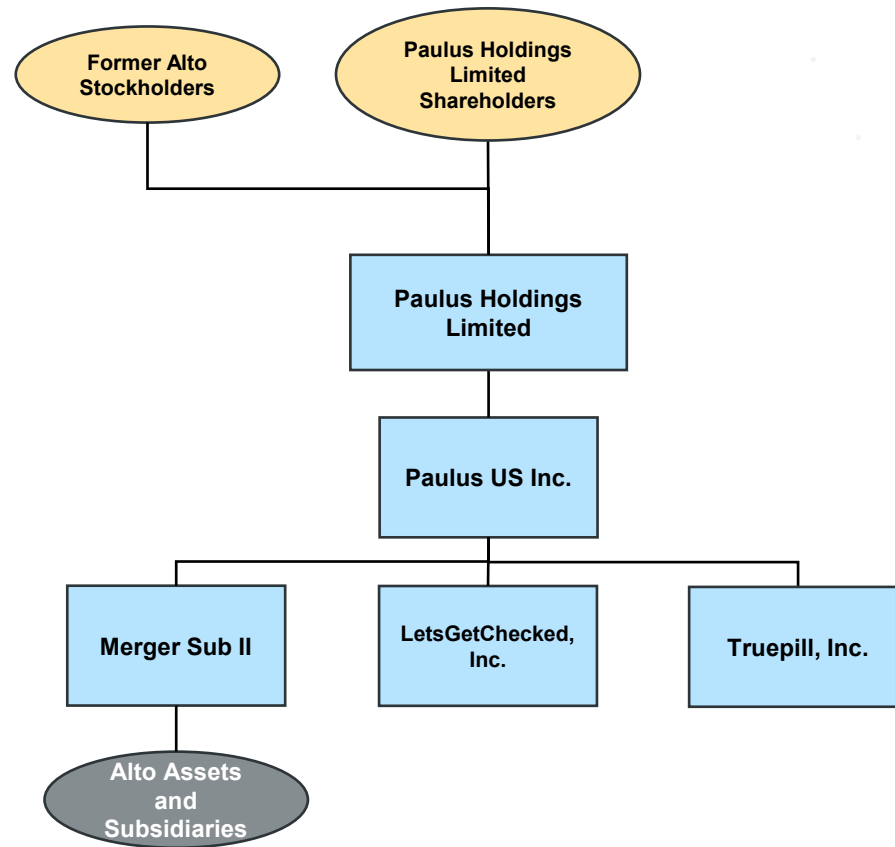 Former Alto
Stockholders
Paulus Holdings
Limited
Shareholders
Paulus Holdings
Limited
Paulus US Inc.
Merger Sub II
LetsGetChecked,
Inc.
Truepill, Inc.
Alto Assets
and
Subsidiaries